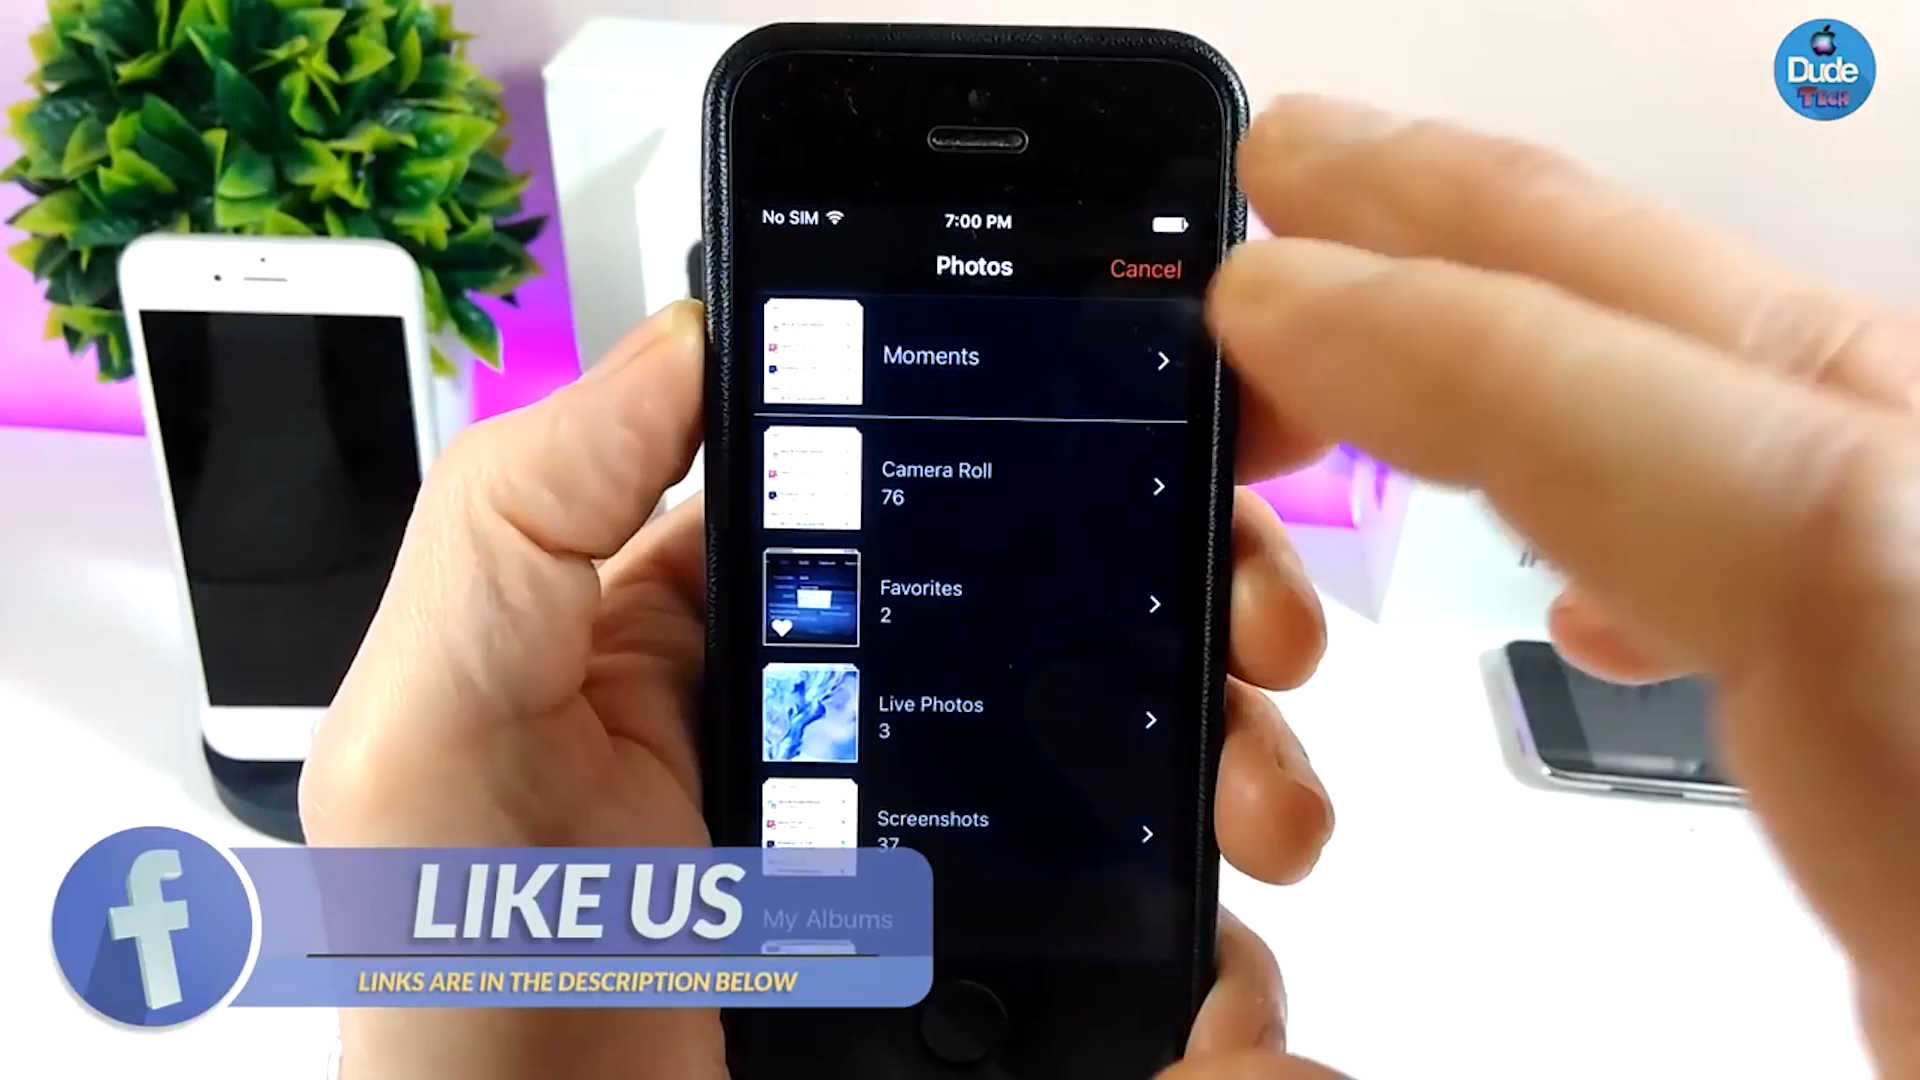 Dude
TECH
No SIM
7:00 PM
Photos
Cancel
Moments
Camera Roll
76
Favorites
2
Live Photos
3
Screenshots
37
My Albums
f
LIKE US
LINKS ARE IN THE DESCRIPTION BELOW